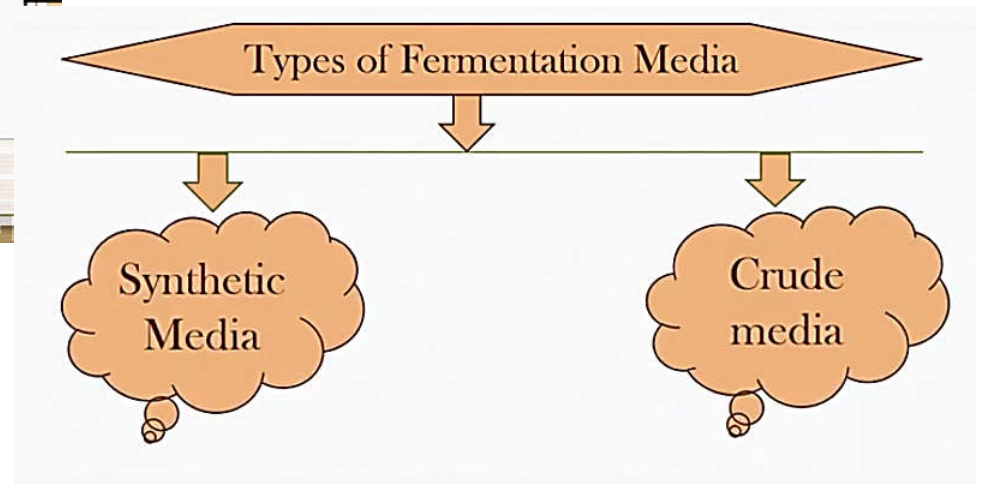 Types of Fermentation Media
Synthetic
Media
Crude
media